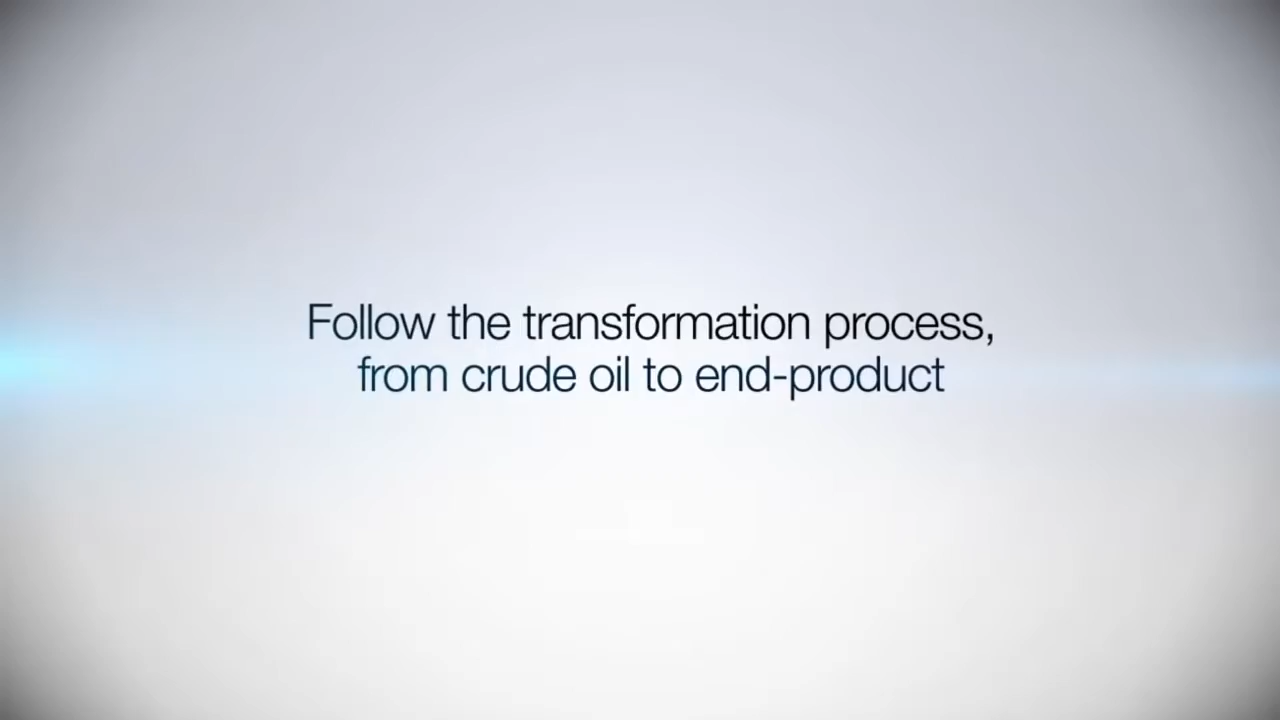 Follow the transformation process,
from crude oil to end-product